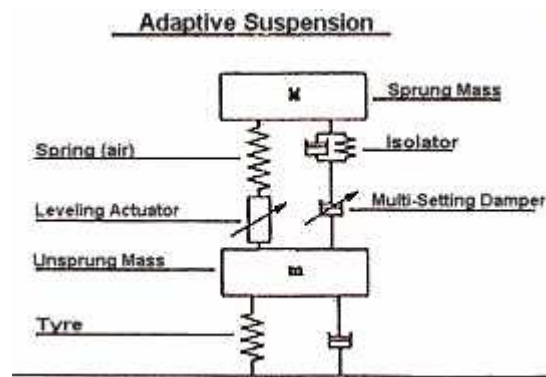 Adaptive Suspension
M
Sprung Mass
Spring (air)
Isolator
Leveling Actuator
Multi-Setting Damper
Unsprung Mass
m
Tyre